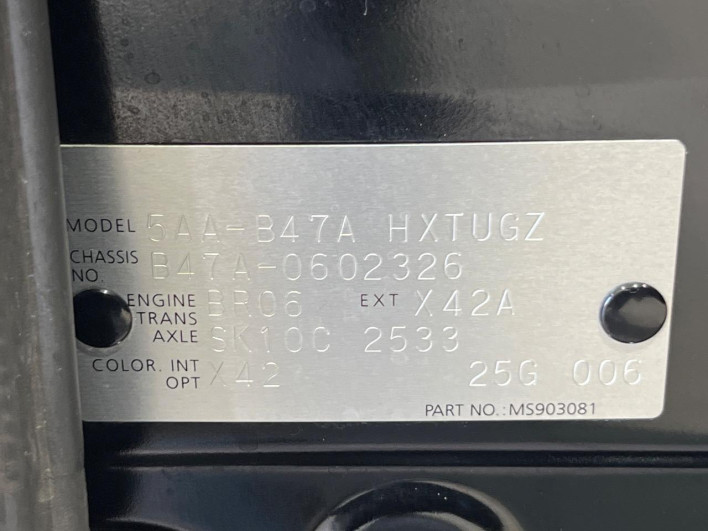 MODEL 5AA-B47A HXTUGZ
CHASSIS NO. B47A-0602326
ENGINE BR06 EXT X42A
TRANS AXLE SK10C 2533
COLOR. INT OPT X42 25G 006
PART NO.:MS903081